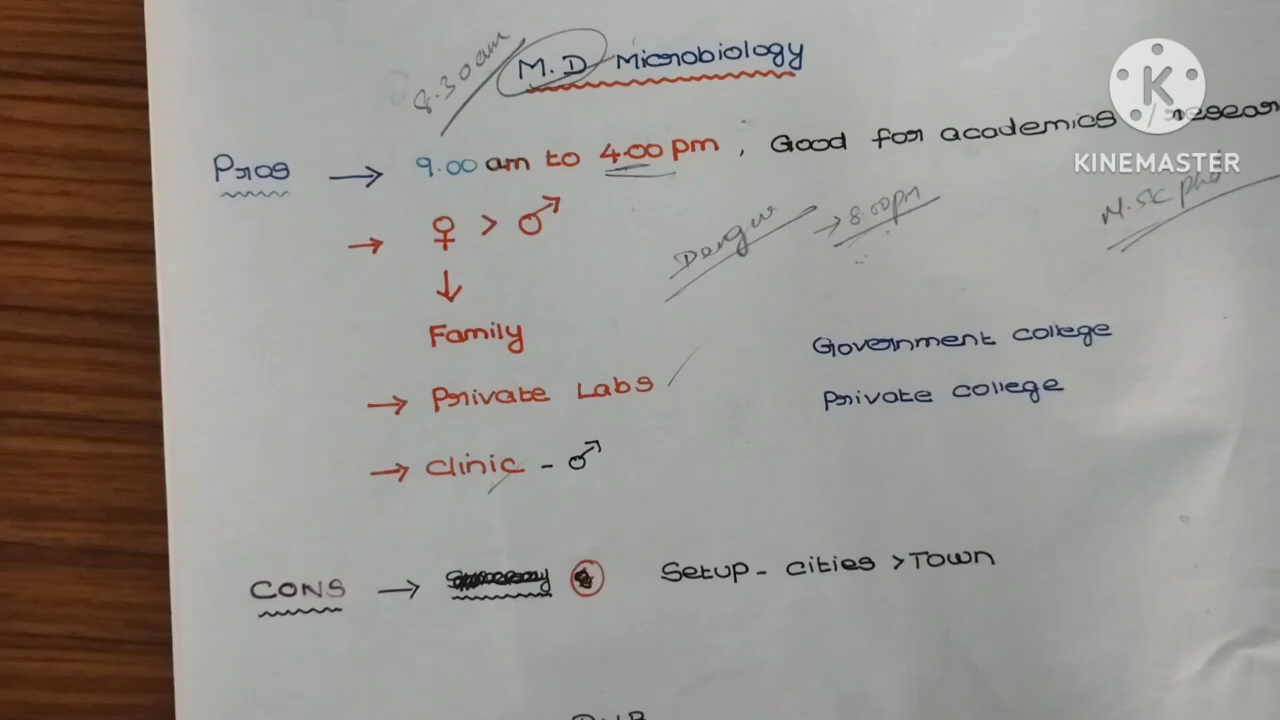 8.30am
M.D Microbiology
Pros → 9.00 am to 4.00 pm ; Good for academics / resear
KINEMASTER
→ ♀ > ♂
Dengue → 8.00pm
M.SC phd
↓
Family
Government college
→ Private Labs
Private college
→ clinic - ♂
CONS → Setup - cities > Town